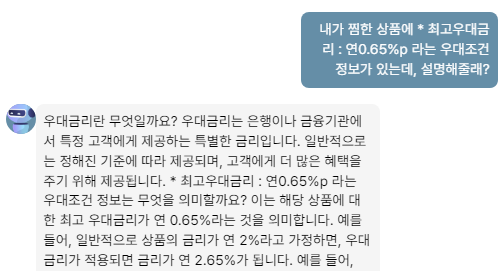 내가 찜한 상품에 * 최고우대금
리 : 연0.65%p 라는 우대조건
정보가 있는데, 설명해줄래?
우대금리란 무엇일까요? 우대금리는 은행이나 금융기관에
서 특정 고객에게 제공하는 특별한 금리입니다. 일반적으로
는 정해진 기준에 따라 제공되며, 고객에게 더 많은 혜택을
주기 위해 제공됩니다. * 최고우대금리 : 연0.65%p 라는
우대조건 정보는 무엇을 의미할까요? 이는 해당 상품에 대
한 최고 우대금리가 연 0.65%라는 것을 의미합니다. 예를
들어, 일반적으로 상품의 금리가 연 2%라고 가정하면, 우대
금리가 적용되면 금리가 연 2.65%가 됩니다. 예를 들어,